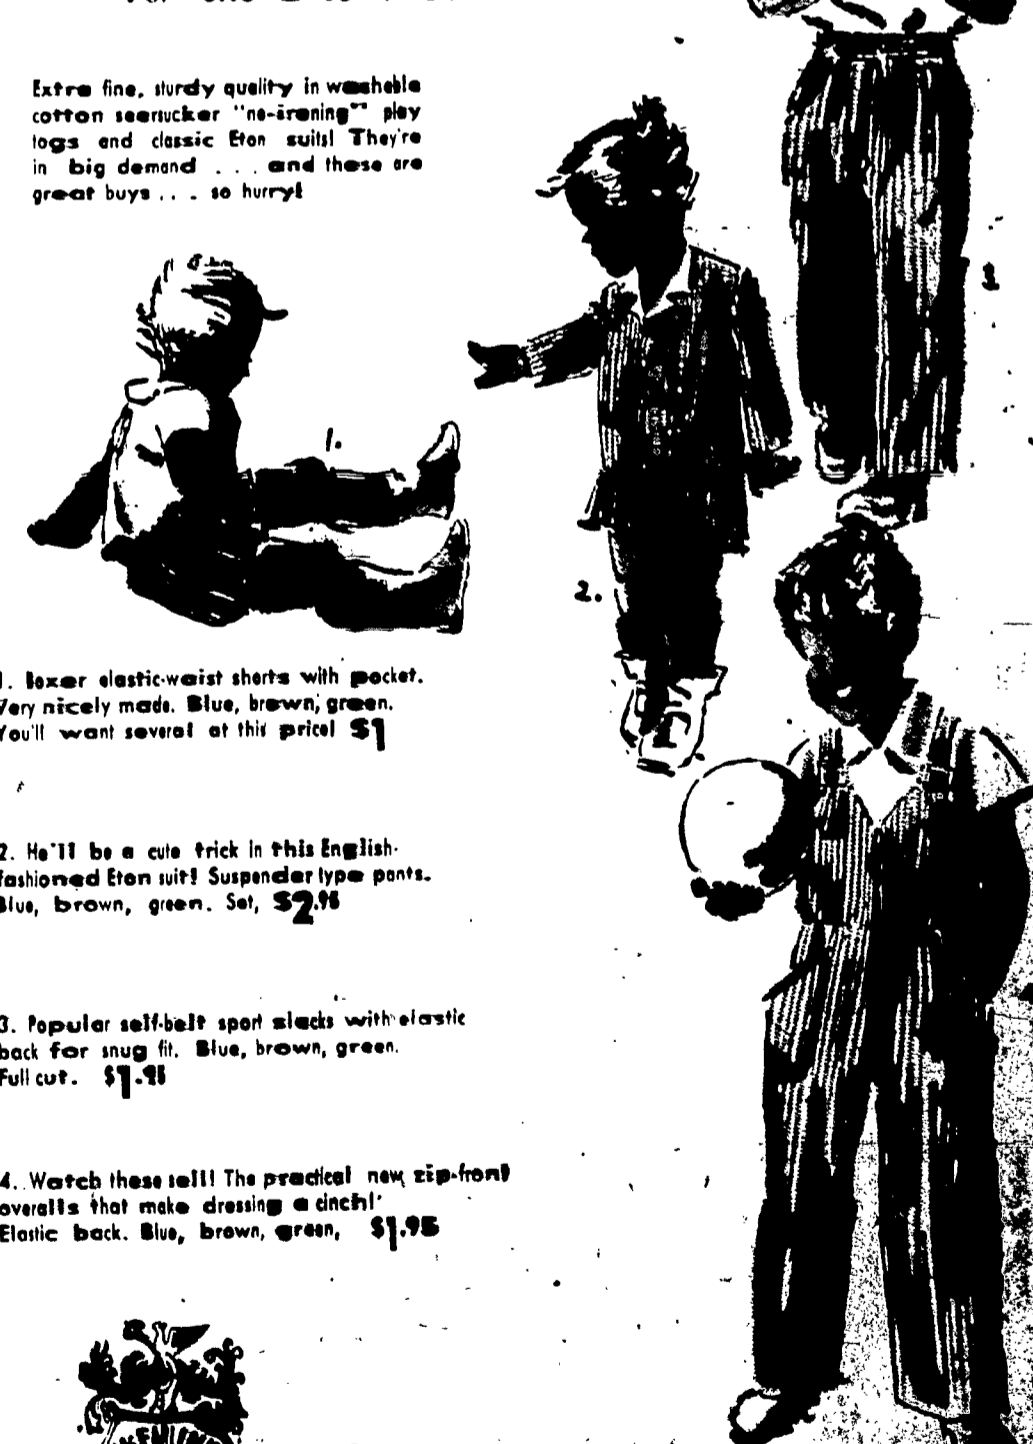 Extra fine, sturdy quality in washable
cotton seersucker "no-ironing" play
togs and classic Eton suits! They're
in big demand . . . and these are
great buys . . . so hurry!
1.
2.
1. Boxer elastic-waist shorts with pocket.
Very nicely made. Blue, brown, green.
You'll want several at this price! $1
2. He'll be a cute trick in this English-
fashioned Eton suit! Suspender type pants.
Blue, brown, green. Set, $2.95
3. Popular self-belt sport slacks with elastic
back for snug fit. Blue, brown, green.
Full cut. $1.95
4. Watch these sell! The practical new zip-front
overalls that make dressing a cinch!
Elastic back. Blue, brown, green, $1.95